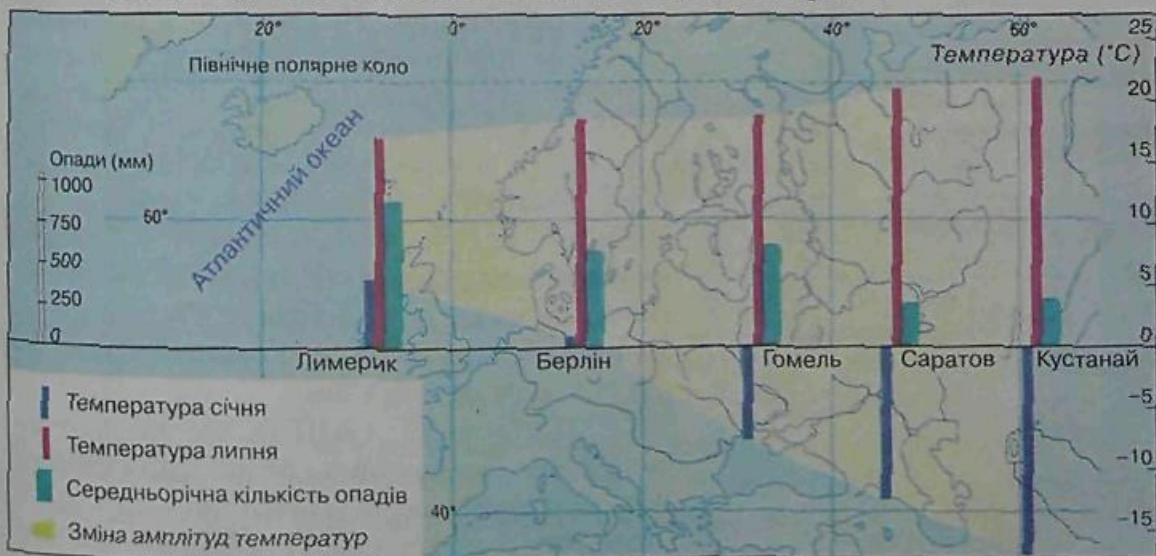 20° 0° 20° 40° 60° 25
Температура (°С)
Північне полярне коло
20
Атлантичний океан
Опади (мм)
15
1000
750
60°
10
500
250
5
0
0
Лимерик Берлін Гомель Саратов Кустанай
Температура січня
-5
Температура липня
-10
Середньорічна кількість опадів
40°
-15
Зміна амплітуд температур